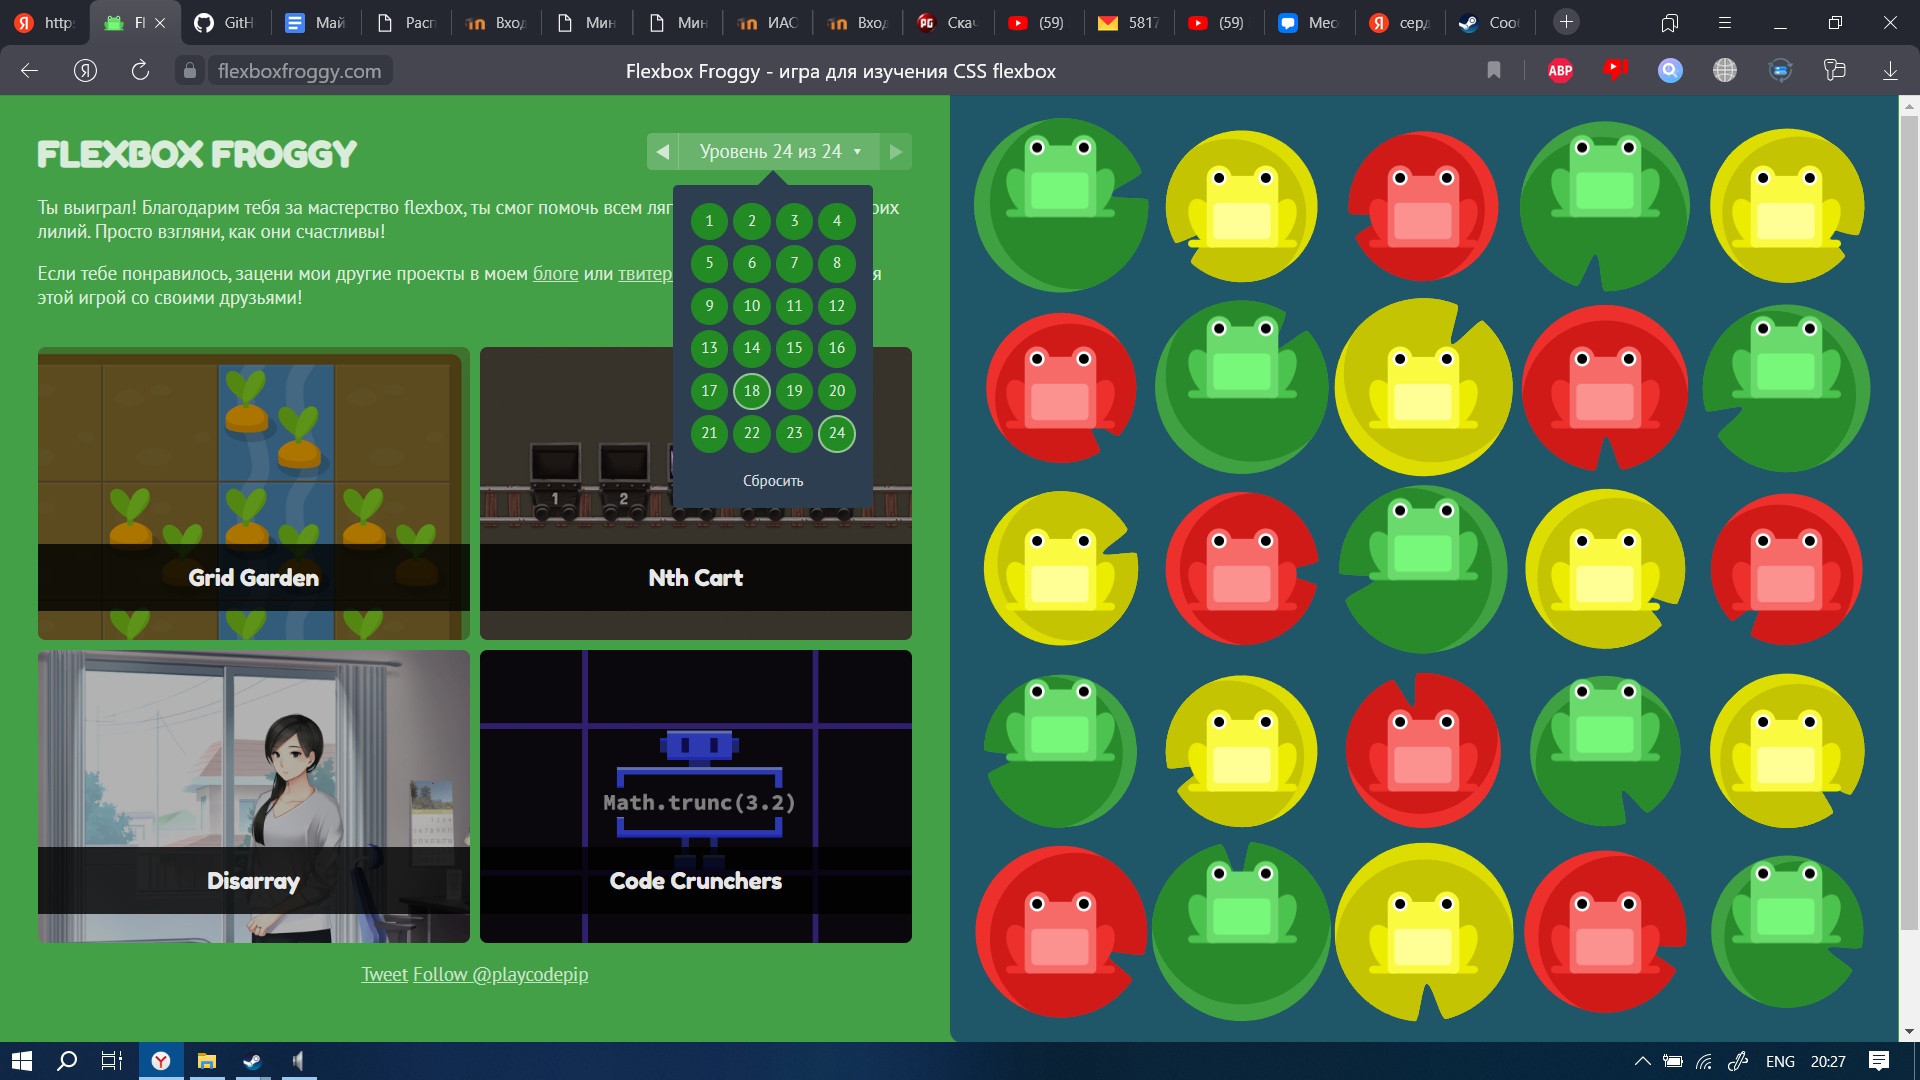 http
Fl
GitH
Май
Расп
Вход
Мин
Мин
ИАС
Вход
Скач
(59)
5817
(59)
Мес
серд
Соо
flexboxfroggy.com
Flexbox Froggy - игра для изучения CSS flexbox
ABP
FLEXBOX FROGGY
Уровень 24 из 24
Ты выиграл! Благодарим тебя за мастерство flexbox, ты смог помочь всем ляг
оих
лилий. Просто взгляни, как они счастливы!
Если тебе понравилось, зацени мои другие проекты в моем блоге или твитер
я
этой игрой со своими друзьями!
1 2 3 4
5 6 7 8
9 10 11 12
13 14 15 16
17 18 19 20
21 22 23 24
Сбросить
1 2
Grid Garden
Nth Cart
Math.trunc(3.2)
Disarray
Code Crunchers
Tweet Follow @playcodepip
ENG 20:27